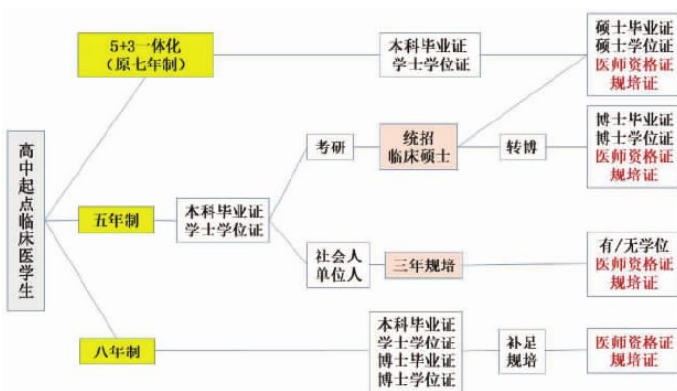 高中起点临床医学生
5+3一体化
（原七年制）
本科毕业证
学士学位证
硕士毕业证
硕士学位证
医师资格证
规培证
五年制
本科毕业证
学士学位证
考研
统招
临床硕士
转博
博士毕业证
博士学位证
医师资格证
规培证
社会人
单位人
三年规培
有/无学位
医师资格证
规培证
八年制
本科毕业证
学士学位证
博士毕业证
博士学位证
补足
规培
医师资格证
规培证